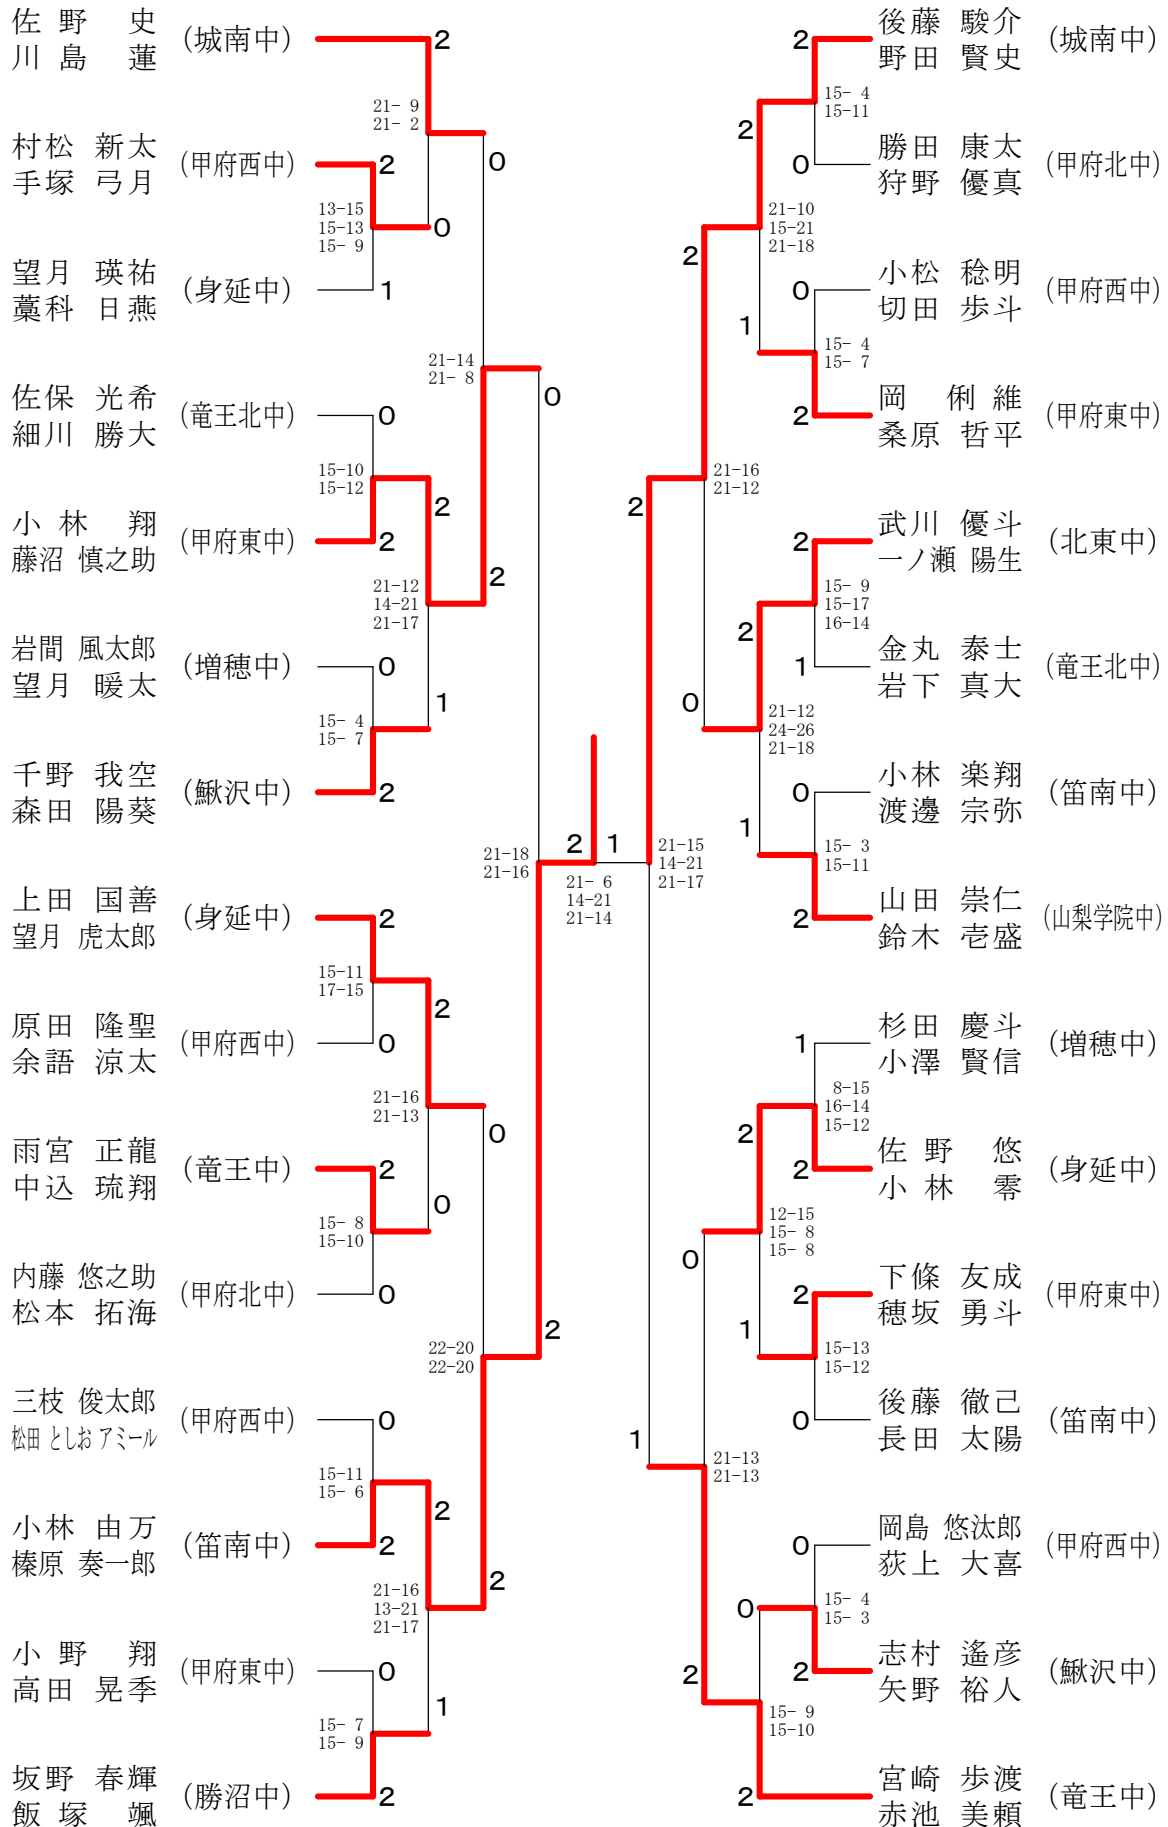 佐野 史
川島 蓮
(城南中)
2
21- 9
21- 2
0
村松 新太
手塚 弓月
(甲府西中)
2
13-15
15-13
15- 9
0
望月 瑛祐
藁科 日燕
(身延中)
1
21-14
21- 8
0
佐保 光希
細川 勝大
(竜王北中)
0
15-10
15-12
2
小林 翔
藤沼 慎之助
(甲府東中)
2
21-12
14-21
21-17
2
岩間 風太郎
望月 暖太
(増穂中)
0
15- 4
15- 7
1
千野 我空
森田 陽葵
(鰍沢中)
2
21-18
21-16
上田 国善
望月 虎太郎
(身延中)
2
15-11
17-15
2
原田 隆聖
余語 涼太
(甲府西中)
0
21-16
21-13
0
雨宮 正龍
中込 琉翔
(竜王中)
2
15- 8
15-10
0
内藤 悠之助
松本 拓海
(甲府北中)
0
22-20
22-20
2
三枝 俊太郎
松田 としお アミール
(甲府西中)
0
15-11
15- 6
2
小林 由万
榛原 奏一郎
(笛南中)
2
21-16
13-21
21-17
2
小野 翔
高田 晃季
(甲府東中)
0
15- 7
15- 9
1
坂野 春輝
飯塚 颯
(勝沼中)
2
2
1
21- 6
14-21
21-14
2
後藤 駿介
野田 賢史
(城南中)
15- 4
15-11
2
0
勝田 康太
狩野 優真
(甲府北中)
21-10
15-21
21-18
2
0
小松 稔明
切田 歩斗
(甲府西中)
1
15- 4
15- 7
2
岡 俐維
桑原 哲平
(甲府東中)
21-16
21-12
2
2
武川 優斗
一ノ瀬 陽生
(北東中)
15- 9
15-17
16-14
2
1
金丸 泰士
岩下 真大
(竜王北中)
0
21-12
24-26
21-18
0
小林 楽翔
渡邊 宗弥
(笛南中)
1
15- 3
15-11
2
山田 崇仁
鈴木 壱盛
(山梨学院中)
21-15
14-21
21-17
1
杉田 慶斗
小澤 賢信
(増穂中)
8-15
16-14
15-12
2
2
佐野 悠
小林 零
(身延中)
12-15
15- 8
15- 8
0
2
下條 友成
穂坂 勇斗
(甲府東中)
1
15-13
15-12
0
後藤 徹己
長田 太陽
(笛南中)
1
21-13
21-13
0
岡島 悠汰郎
荻上 大喜
(甲府西中)
0
15- 4
15- 3
2
志村 遙彦
矢野 裕人
(鰍沢中)
2
15- 9
15-10
2
宮崎 歩渡
赤池 美頼
(竜王中)